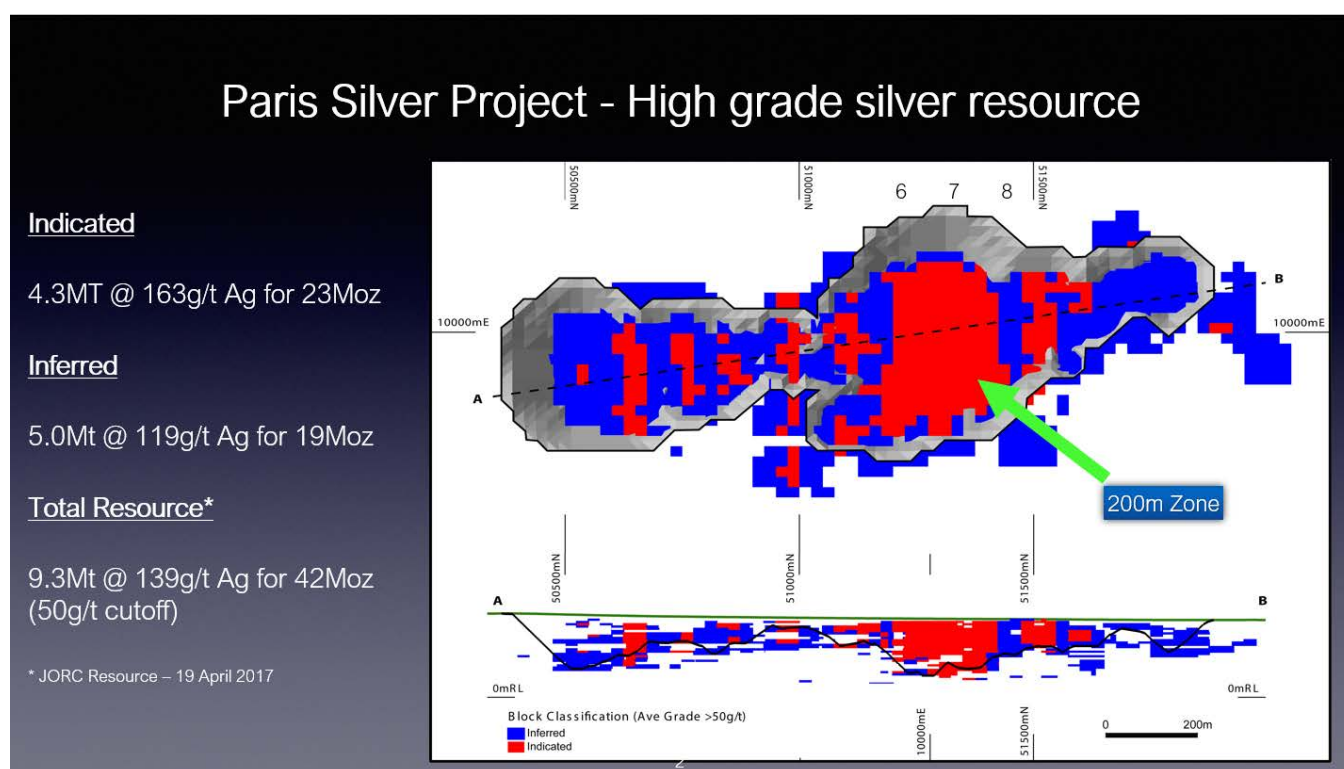 Paris Silver Project - High grade silver resource
Indicated
4.3MT @ 163g/t Ag for 23Moz
Inferred
5.0Mt @ 119g/t Ag for 19Moz
Total Resource*
9.3Mt @ 139g/t Ag for 42Moz
(50g/t cutoff)
* JORC Resource – 19 April 2017
50500mN
51000mN
51500mN
6 7 8
10000mE
10000mE
A
B
200m Zone
50500mN
51000mN
51500mN
A
B
0mRL
0mRL
Block Classification (Ave Grade >50g/t)
Inferred
Indicated
10000mE
51500mN
0 200m
2